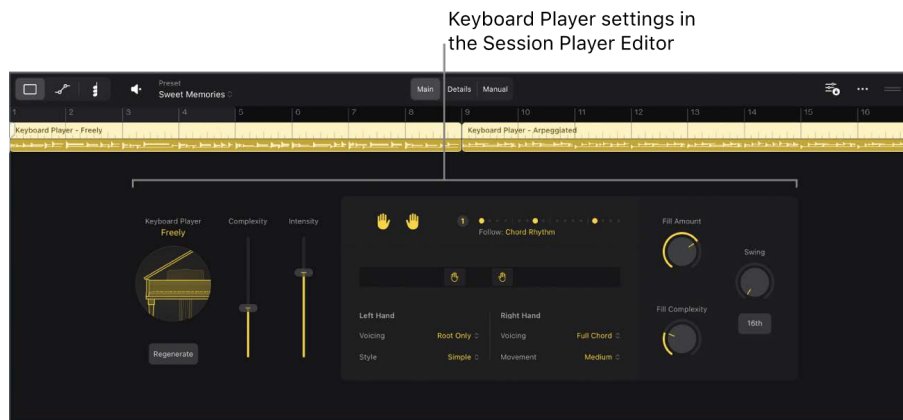 Keyboard Player settings in
the Session Player Editor
Preset
Sweet Memories
Main Details Manual
1 2 3 4 5 6 7 8 9 10 11 12 13 14 15 16
Keyboard Player - Freely
Keyboard Player - Arpeggiated
Keyboard Player
Freely
Complexity
Intensity
Regenerate
1
Follow: Chord Rhythm
Left Hand
Voicing Root Only
Style Simple
Right Hand
Voicing Full Chord
Movement Medium
Fill Amount
Fill Complexity
Swing
16th